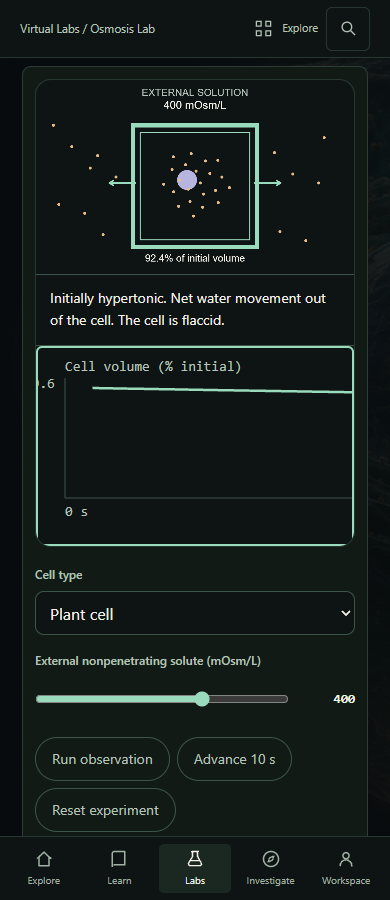 Virtual Labs / Osmosis Lab
Explore
EXTERNAL SOLUTION
400 mOsm/L
92.4% of initial volume
Initially hypertonic. Net water movement out
of the cell. The cell is flaccid.
Cell volume (% initial)
.6
0 s
Cell type
Plant cell
External nonpenetrating solute (mOsm/L)
400
Run observation
Advance 10 s
Reset experiment
Explore
Learn
Labs
Investigate
Workspace